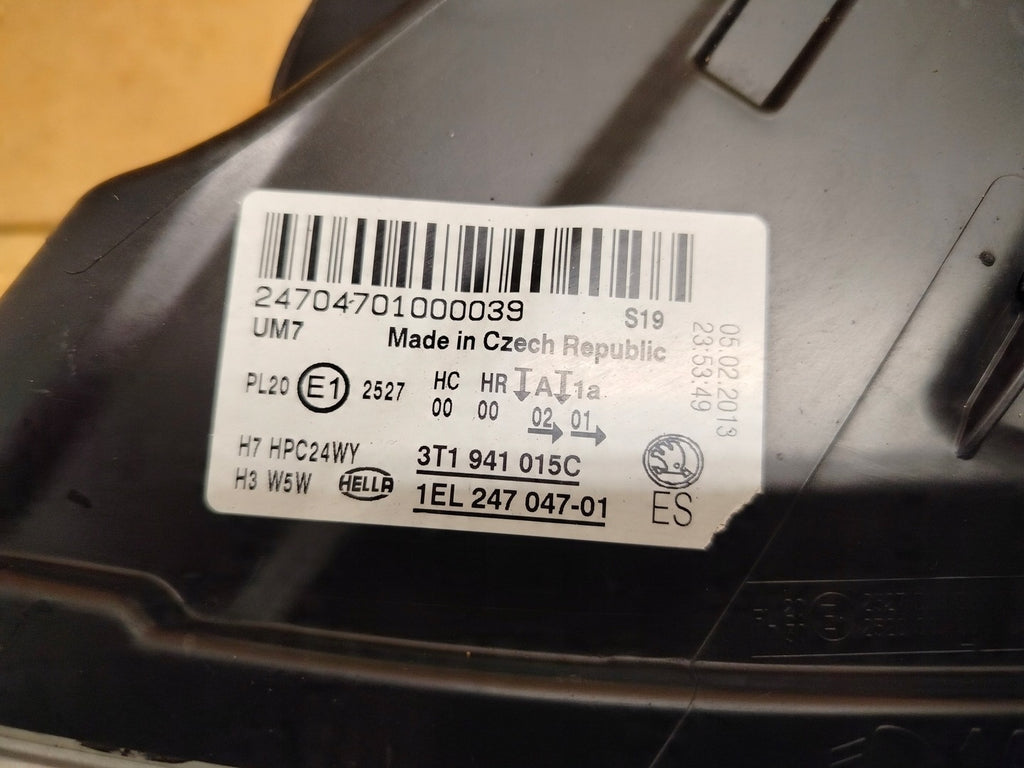 24704701000039
S19
UM7
Made in Czech Republic
05.02.2013
23:53:49
PL20 E1 2527
HC HR A 1a
00 00 02 01
H7 HPC24WY
H3 W5W
HELLA
3T1 941 015C
1EL 247 047-01
ES